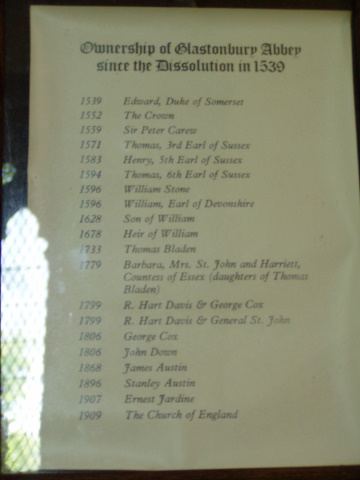 Ownership of Glastonbury Abbey
since the Dissolution in 1539
1539 Edward, Duke of Somerset
1552 The Crown
1559 Sir Peter Carew
1571 Thomas, 3rd Earl of Sussex
1583 Henry, 5th Earl of Sussex
1594 Thomas, 6th Earl of Sussex
1596 William Stone
1596 William, Earl of Devonshire
1628 Son of William
1678 Heir of William
1733 Thomas Bladen
1779 Barbara, Mrs. St. John and Harriett,
Countess of Essex (daughters of Thomas
Bladen)
1799 R. Hart Davis & George Cox
1799 R. Hart Davis & General St. John
1806 George Cox
1806 John Down
1868 James Austin
1896 Stanley Austin
1907 Ernest Jardine
1909 The Church of England